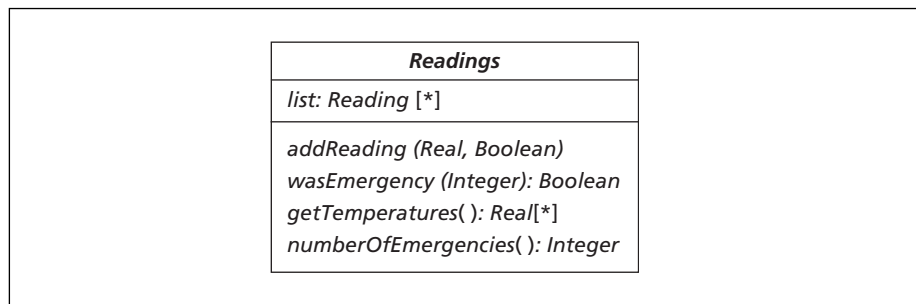 Readings
list: Reading [*]
addReading (Real, Boolean)
wasEmergency (Integer): Boolean
getTemperatures( ): Real[*]
numberOfEmergencies( ): Integer